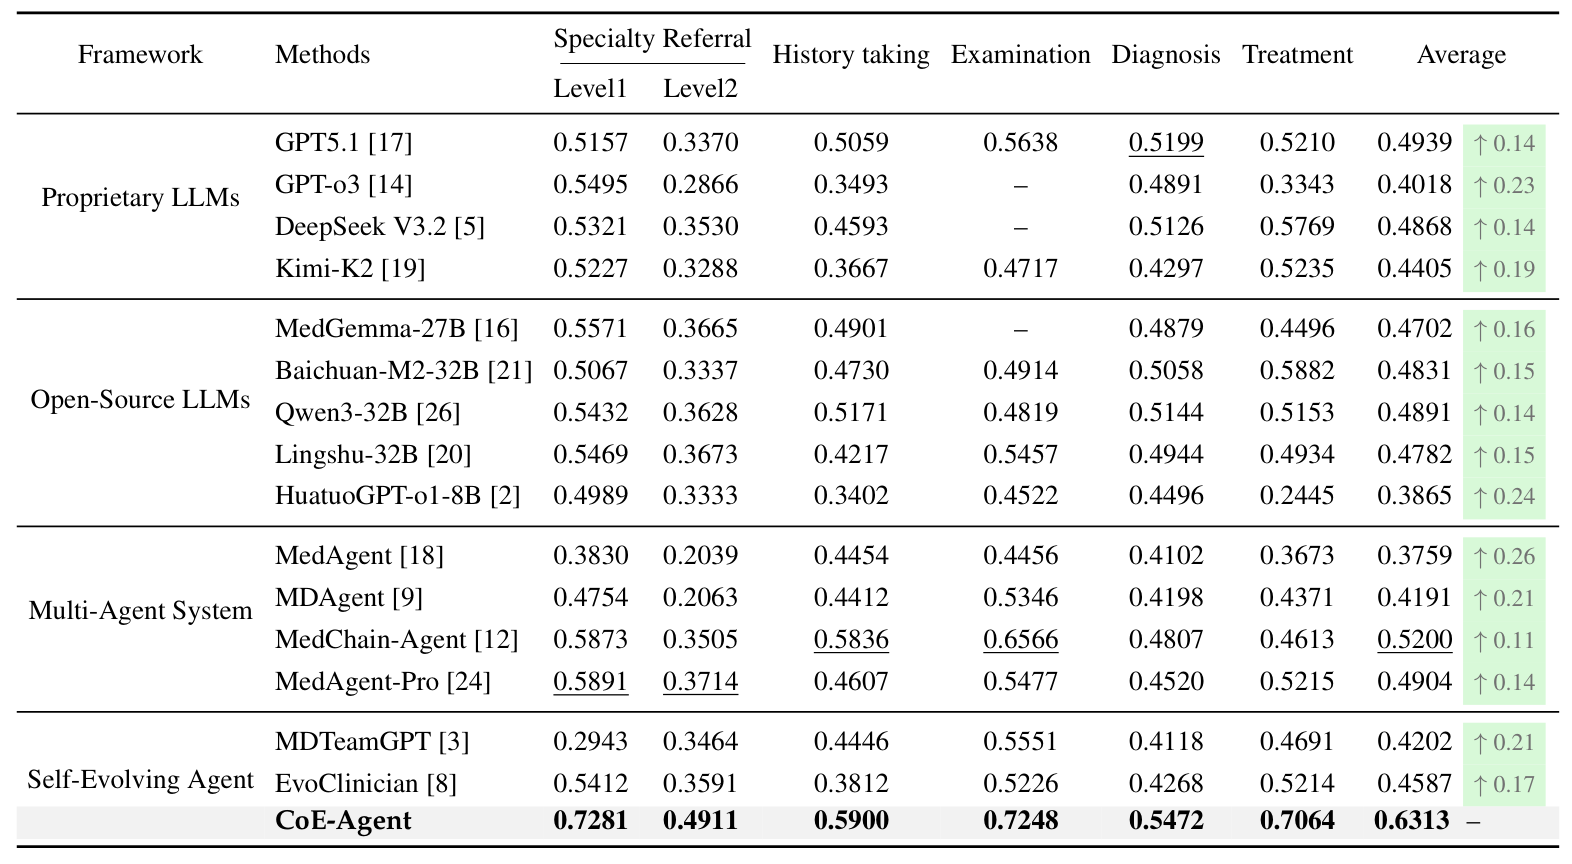 Framework Methods Specialty Referral History taking Examination Diagnosis Treatment Average
Level1 Level2
Proprietary LLMs
GPT5.1 [17] 0.5157 0.3370 0.5059 0.5638 0.5199 0.5210 0.4939 ↑ 0.14
GPT-o3 [14] 0.5495 0.2866 0.3493 – 0.4891 0.3343 0.4018 ↑ 0.23
DeepSeek V3.2 [5] 0.5321 0.3530 0.4593 – 0.5126 0.5769 0.4868 ↑ 0.14
Kimi-K2 [19] 0.5227 0.3288 0.3667 0.4717 0.4297 0.5235 0.4405 ↑ 0.19
Open-Source LLMs
MedGemma-27B [16] 0.5571 0.3665 0.4901 – 0.4879 0.4496 0.4702 ↑ 0.16
Baichuan-M2-32B [21] 0.5067 0.3337 0.4730 0.4914 0.5058 0.5882 0.4831 ↑ 0.15
Qwen3-32B [26] 0.5432 0.3628 0.5171 0.4819 0.5144 0.5153 0.4891 ↑ 0.14
Lingshu-32B [20] 0.5469 0.3673 0.4217 0.5457 0.4944 0.4934 0.4782 ↑ 0.15
HuatuoGPT-o1-8B [2] 0.4989 0.3333 0.3402 0.4522 0.4496 0.2445 0.3865 ↑ 0.24
Multi-Agent System
MedAgent [18] 0.3830 0.2039 0.4454 0.4456 0.4102 0.3673 0.3759 ↑ 0.26
MDAgent [9] 0.4754 0.2063 0.4412 0.5346 0.4198 0.4371 0.4191 ↑ 0.21
MedChain-Agent [12] 0.5873 0.3505 0.5836 0.6566 0.4807 0.4613 0.5200 ↑ 0.11
MedAgent-Pro [24] 0.5891 0.3714 0.4607 0.5477 0.4520 0.5215 0.4904 ↑ 0.14
Self-Evolving Agent
MDTeamGPT [3] 0.2943 0.3464 0.4446 0.5551 0.4118 0.4691 0.4202 ↑ 0.21
EvoClinician [8] 0.5412 0.3591 0.3812 0.5226 0.4268 0.5214 0.4587 ↑ 0.17
CoE-Agent 0.7281 0.4911 0.5900 0.7248 0.5472 0.7064 0.6313 –